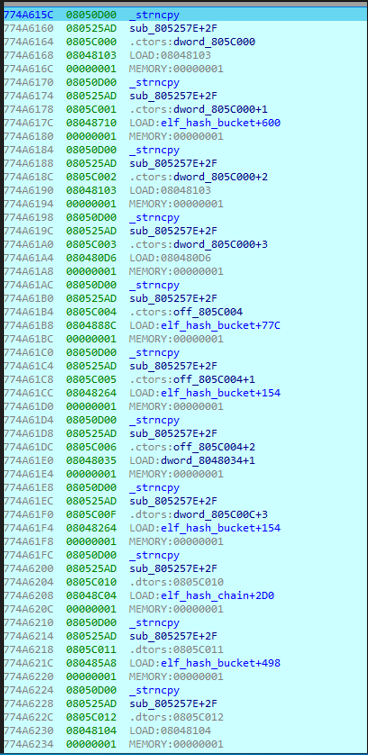 774A615C 08050D00 _strncpy
774A6160 080525AD sub_805257E+2F
774A6164 0805C000 .ctors:dword_805C000
774A6168 08048103 LOAD:08048103
774A616C 00000001 MEMORY:00000001
774A6170 08050D00 _strncpy
774A6174 080525AD sub_805257E+2F
774A6178 0805C001 .ctors:dword_805C000+1
774A617C 08048710 LOAD:elf_hash_bucket+600
774A6180 00000001 MEMORY:00000001
774A6184 08050D00 _strncpy
774A6188 080525AD sub_805257E+2F
774A618C 0805C002 .ctors:dword_805C000+2
774A6190 08048103 LOAD:08048103
774A6194 00000001 MEMORY:00000001
774A6198 08050D00 _strncpy
774A619C 080525AD sub_805257E+2F
774A61A0 0805C003 .ctors:dword_805C000+3
774A61A4 080480D6 LOAD:080480D6
774A61A8 00000001 MEMORY:00000001
774A61AC 08050D00 _strncpy
774A61B0 080525AD sub_805257E+2F
774A61B4 0805C004 .ctors:off_805C004
774A61B8 0804888C LOAD:elf_hash_bucket+77C
774A61BC 00000001 MEMORY:00000001
774A61C0 08050D00 _strncpy
774A61C4 080525AD sub_805257E+2F
774A61C8 0805C005 .ctors:off_805C004+1
774A61CC 08048264 LOAD:elf_hash_bucket+154
774A61D0 00000001 MEMORY:00000001
774A61D4 08050D00 _strncpy
774A61D8 080525AD sub_805257E+2F
774A61DC 0805C006 .ctors:off_805C004+2
774A61E0 08048035 LOAD:dword_8048034+1
774A61E4 00000001 MEMORY:00000001
774A61E8 08050D00 _strncpy
774A61EC 080525AD sub_805257E+2F
774A61F0 0805C00F .dtors:dword_805C00C+3
774A61F4 08048264 LOAD:elf_hash_bucket+154
774A61F8 00000001 MEMORY:00000001
774A61FC 08050D00 _strncpy
774A6200 080525AD sub_805257E+2F
774A6204 0805C010 .dtors:0805C010
774A6208 08048C04 LOAD:elf_hash_chain+2D0
774A620C 00000001 MEMORY:00000001
774A6210 08050D00 _strncpy
774A6214 080525AD sub_805257E+2F
774A6218 0805C011 .dtors:0805C011
774A621C 080485A8 LOAD:elf_hash_bucket+498
774A6220 00000001 MEMORY:00000001
774A6224 08050D00 _strncpy
774A6228 080525AD sub_805257E+2F
774A622C 0805C012 .dtors:0805C012
774A6230 08048104 LOAD:08048104
774A6234 00000001 MEMORY:00000001